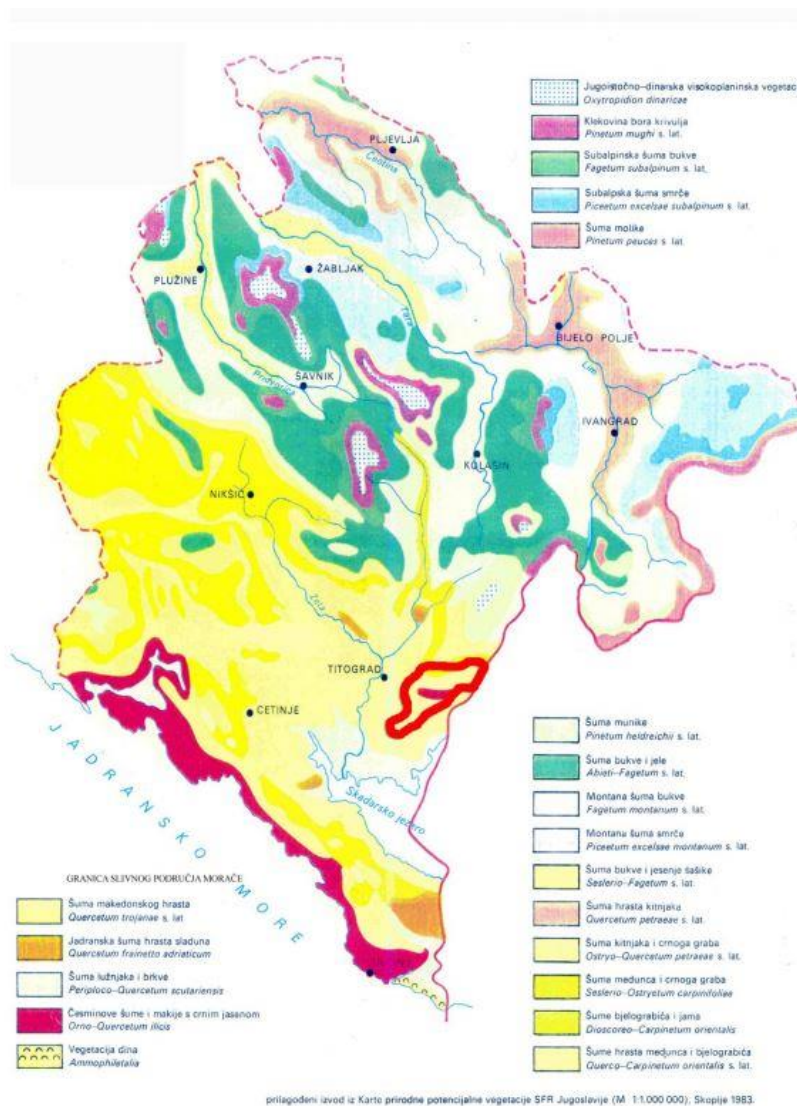 Jugoistočno–dinarska visokoplaninska vegetac
Oxytropidion dinaricae
Klekovina bora krivulja
Pinetum mughi s. lat.
Subalpinska šuma bukve
Fagetum subalpinum s. lat.
Subalpska šuma smrče
Piceetum excelsae subalpinum s. lat.
Šuma molike
Pinetum peuces s. lat.
PLJEVLJA
Ćeotina
PLUŽINE
ŽABLJAK
Tara
BIJELO POLJE
Lim
ŠAVNIK
IVANGRAD
KOLAŠIN
NIKŠIĆ
Zeta
TITOGRAD
CETINJE
Skadarsko jezero
JADRANSKO MORE
GRANICA SLIVNOG PODRUČJA MORAČE
Šuma makedonskog hrasta
Quercetum trojanae s. lat
Jadranska šuma hrasta sladuna
Quercetum frainetto adriaticum
Šuma lužnjaka i brkve
Periploco–Quercetum scutariensis
Česminove šume i makije s crnim jasenom
Orno–Quercetum ilicis
Vegetacija dina
Ammophiletalia
Šuma munike
Pinetum heldreichii s. lat.
Šuma bukve i jele
Abieti–Fagetum s. lat.
Montana šuma bukve
Fagetum montanum s. lat.
Montana šuma smrče
Piceetum excelsae montanum s. lat.
Šuma bukve i jesenje šašike
Seslerio–Fagetum s. lat.
Šuma hrasta kitnjaka
Quercetum petraeae s. lat.
Šuma kitnjaka i crnoga graba
Ostryo–Quercetum petraeae s. lat.
Šuma medunca i crnoga graba
Seslerio–Ostryetum carpinifoliae
Šume bjelograbića i jama
Dioscoreo–Carpinetum orientalis
Šume hrasta medunca i bjelograbića
Querco–Carpinetum orientalis s. lat.
prilagođeni izvod iz Karte prirodne potencijalne vegetacije SFR Jugoslavije (M 1:1.000 000), Skoplje 1983.